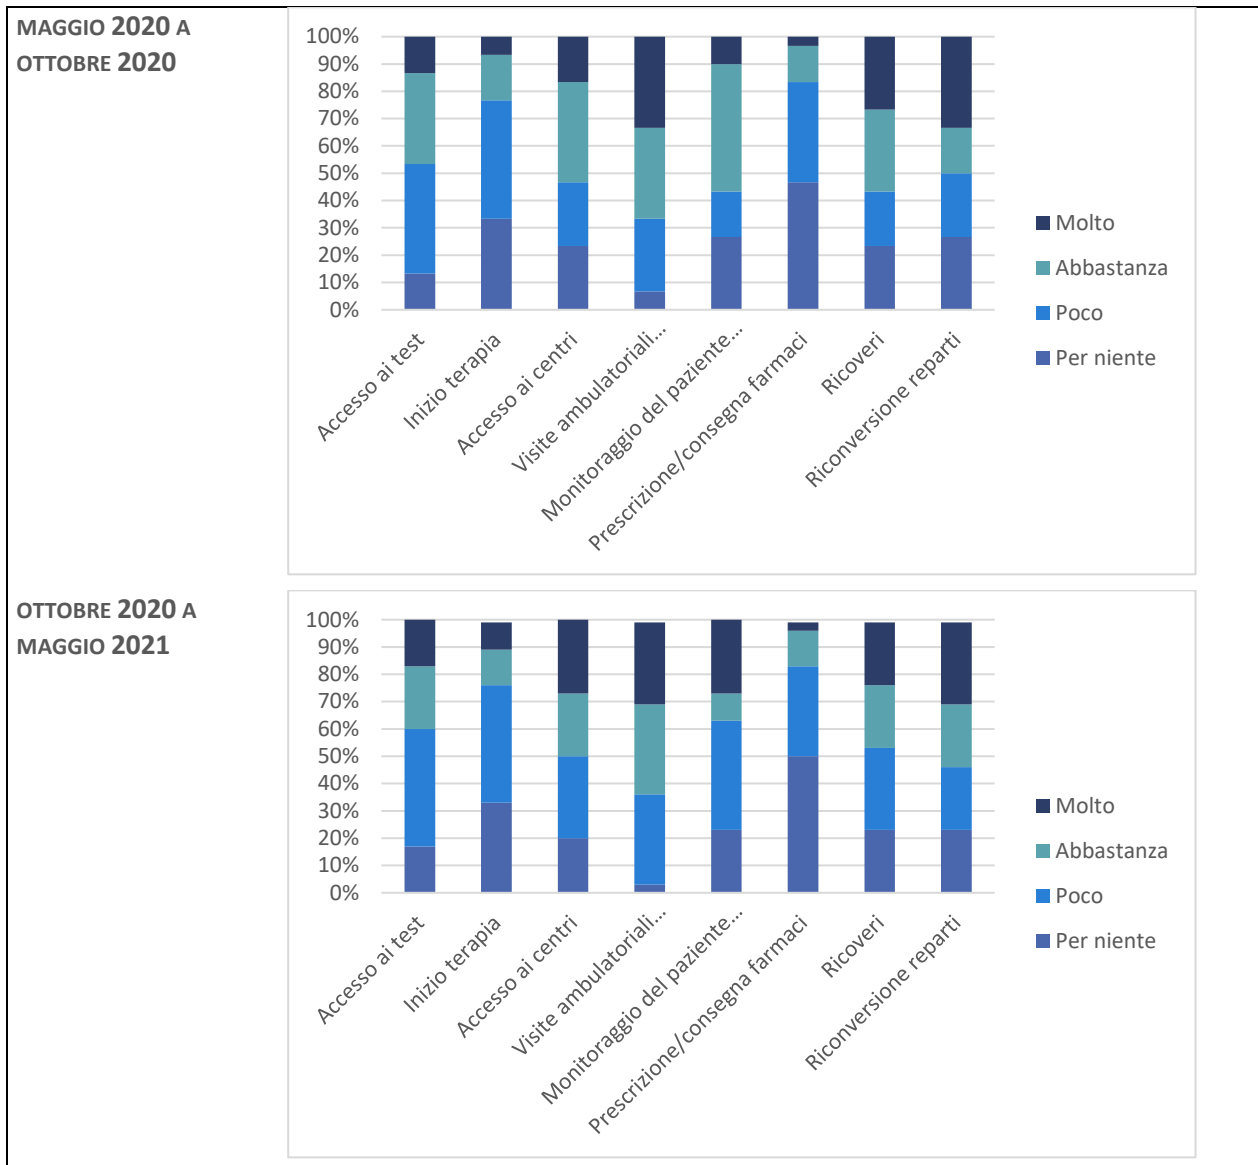 MAGGIO 2020 A
OTTOBRE 2020
100%
90%
80%
70%
60%
50%
40%
30%
20%
10%
0%
Accesso ai test
Inizio terapia
Accesso ai centri
Visite ambulatoriali...
Monitoraggio del paziente...
Prescrizione/consegna farmaci
Ricoveri
Riconversione reparti
Molto
Abbastanza
Poco
Per niente
OTTOBRE 2020 A
MAGGIO 2021
100%
90%
80%
70%
60%
50%
40%
30%
20%
10%
0%
Accesso ai test
Inizio terapia
Accesso ai centri
Visite ambulatoriali...
Monitoraggio del paziente...
Prescrizione/consegna farmaci
Ricoveri
Riconversione reparti
Molto
Abbastanza
Poco
Per niente